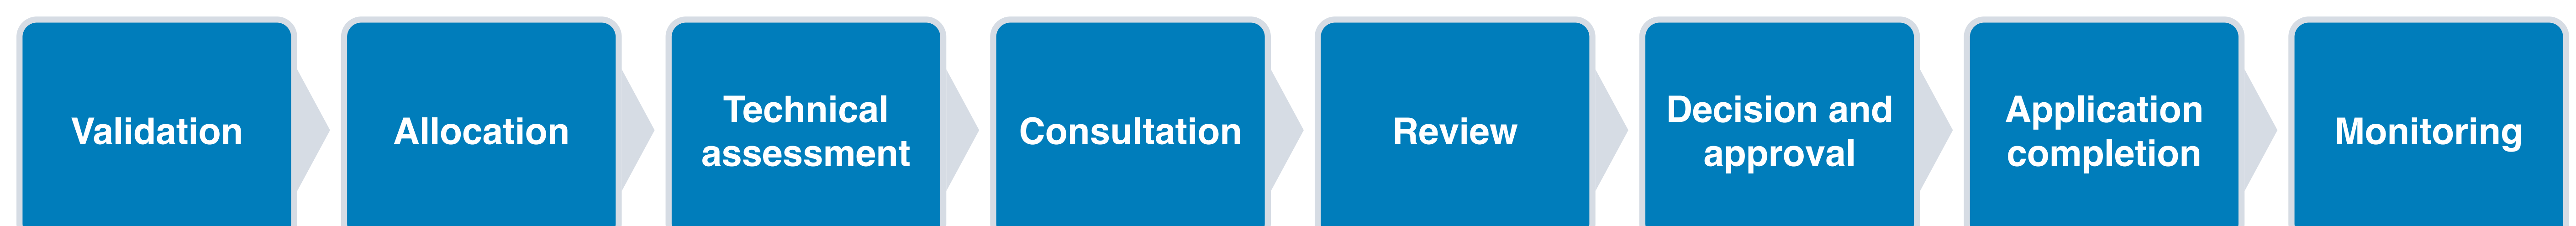 Validation
Allocation
Technical
assessment
Consultation
Review
Decision and
approval
Application
completion
Monitoring